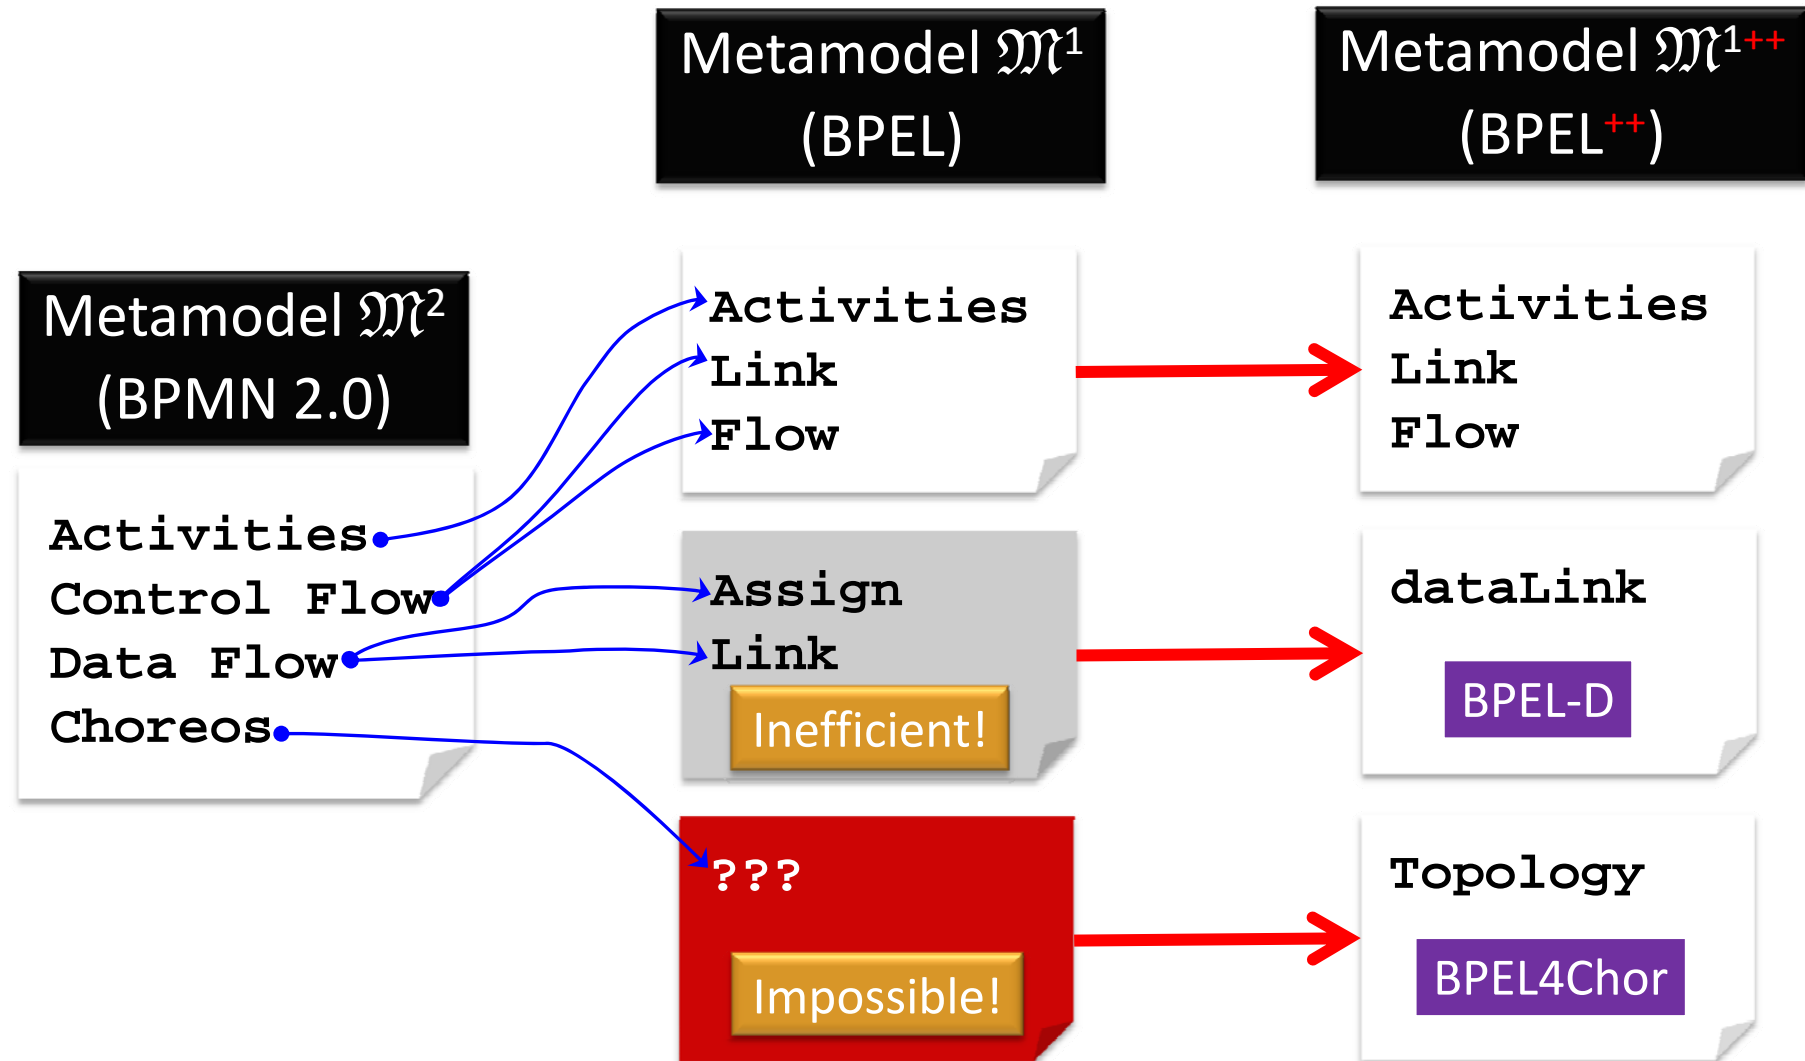 Metamodel 𝔐¹
(BPEL)
Metamodel 𝔐¹⁺⁺
(BPEL⁺⁺)
Metamodel 𝔐²
(BPMN 2.0)
Activities
Control Flow
Data Flow
Choreos
Activities
Link
Flow
Assign
Link
Inefficient!
???
Impossible!
Activities
Link
Flow
dataLink
BPEL-D
Topology
BPEL4Chor